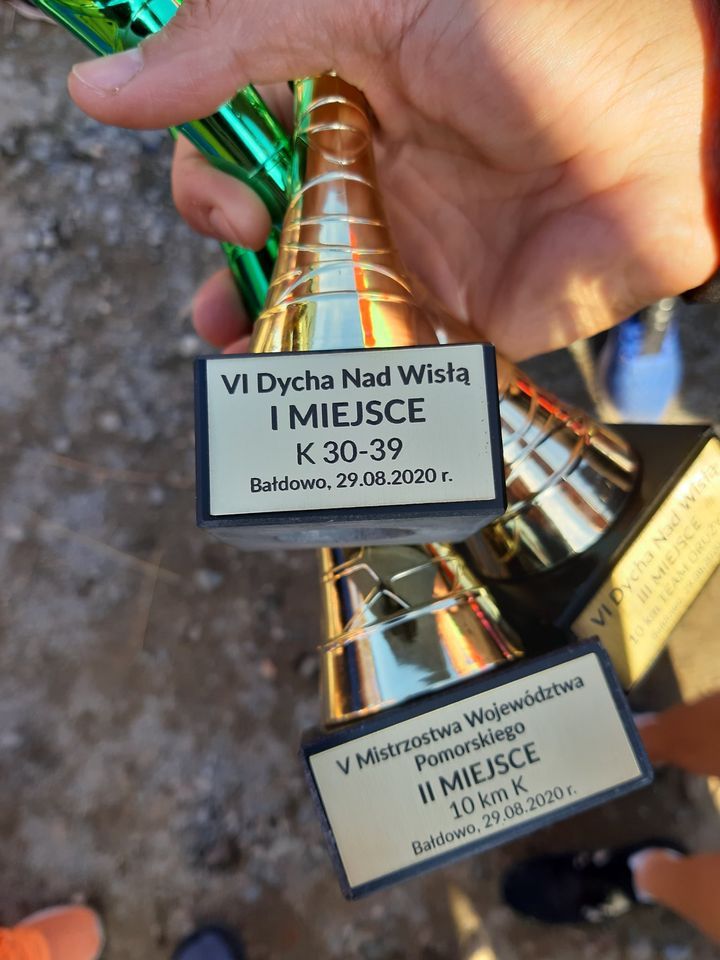 VI Dycha Nad Wisłą
I MIEJSCE
K 30-39
Bałdowo, 29.08.2020 r.
VI Dycha Nad Wisłą
III MIEJSCE
10 km TEAM
V Mistrzostwa Województwa
Pomorskiego
II MIEJSCE
10 km K
Bałdowo, 29.08.2020 r.